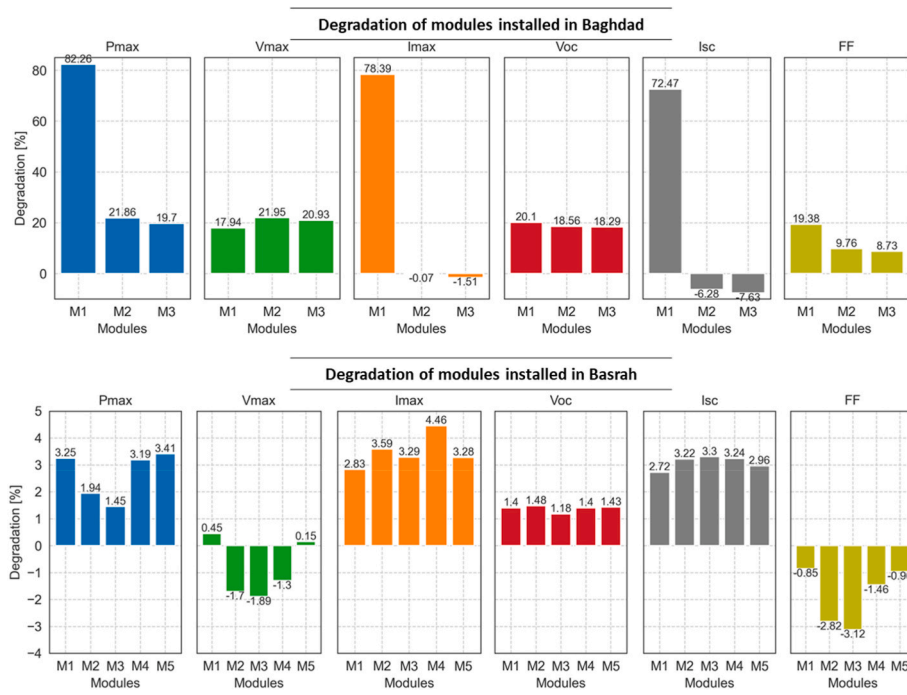 Degradation of modules installed in Baghdad
Pmax Vmax Imax Voc Isc FF
Degradation [%]
80
60
40
20
0
82.26 21.86 19.7
17.94 21.95 20.93
78.39 -0.07 -1.51
20.1 18.56 18.29
72.47 -6.28 -7.63
19.38 9.76 8.73
M1 M2 M3 M1 M2 M3 M1 M2 M3 M1 M2 M3 M1 M2 M3 M1 M2 M3
Modules Modules Modules Modules Modules Modules
Degradation of modules installed in Basrah
Pmax Vmax Imax Voc Isc FF
Degradation [%]
5
4
3
2
1
0
−1
−2
−3
−4
3.25 1.94 1.45 3.19 3.41
0.45 -1.7 -1.89 -1.3 0.15
2.83 3.59 3.29 4.46 3.28
1.4 1.48 1.18 1.4 1.43
2.72 3.22 3.3 3.24 2.96
-0.85 -2.82 -3.12 -1.46
M1 M2 M3 M4 M5 M1 M2 M3 M4 M5 M1 M2 M3 M4 M5 M1 M2 M3 M4 M5 M1 M2 M3 M4 M5 M1 M2 M3 M4 M5
Modules Modules Modules Modules Modules Modules